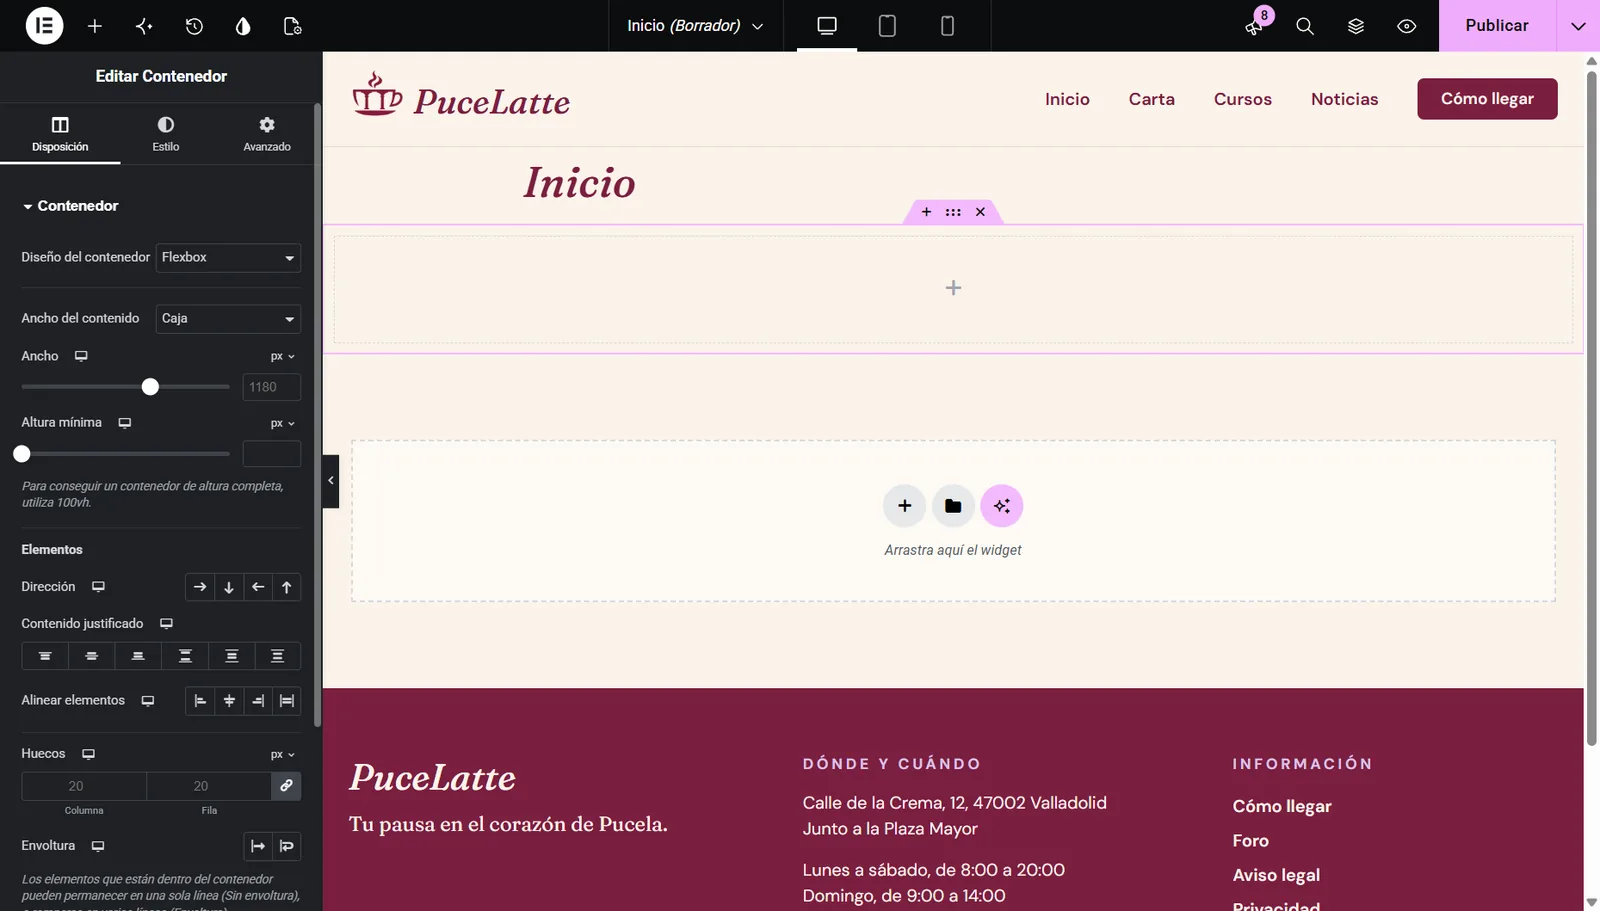 Inicio (Borrador)
8
Publicar
Editar Contenedor
Disposición
Estilo
Avanzado
Contenedor
Diseño del contenedor
Flexbox
Ancho del contenido
Caja
Ancho
px
1180
Altura mínima
px
Para conseguir un contenedor de altura completa,
utiliza 100vh.
Elementos
Dirección
Contenido justificado
Alinear elementos
Huecos
px
20
20
Columna
Fila
Envoltura
Los elementos que están dentro del contenedor
pueden permanecer en una sola línea (Sin envoltura),
PuceLatte
Inicio
Carta
Cursos
Noticias
Cómo llegar
Inicio
Arrastra aquí el widget
PuceLatte
Tu pausa en el corazón de Pucela.
DÓNDE Y CUÁNDO
Calle de la Crema, 12, 47002 Valladolid
Junto a la Plaza Mayor
Lunes a sábado, de 8:00 a 20:00
Domingo, de 9:00 a 14:00
INFORMACIÓN
Cómo llegar
Foro
Aviso legal
Privacidad